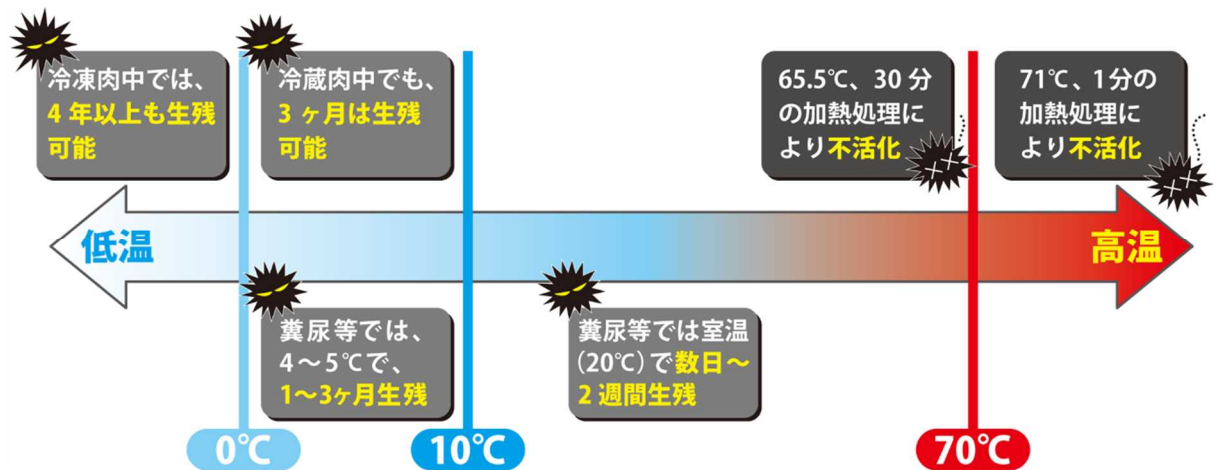 冷凍肉中では、
4年以上も生残
可能
冷蔵肉中でも、
3ヶ月は生残
可能
65.5℃、30分
の加熱処理に
より不活化
71℃、1分の
加熱処理に
より不活化
低温
高温
糞尿等では、
4～5℃で、
1～3ヶ月生残
糞尿等では室温
(20℃)で数日～
2週間生残
0℃
10℃
70℃